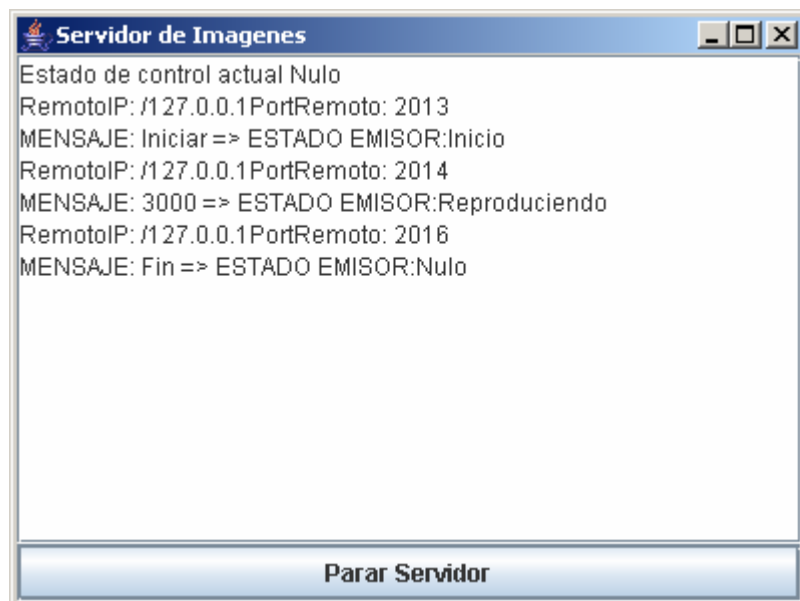 Servidor de Imagenes
Estado de control actual Nulo
RemotoIP: /127.0.0.1PortRemoto: 2013
MENSAJE: Iniciar => ESTADO EMISOR:Inicio
RemotoIP: /127.0.0.1PortRemoto: 2014
MENSAJE: 3000 => ESTADO EMISOR:Reproduciendo
RemotoIP: /127.0.0.1PortRemoto: 2016
MENSAJE: Fin => ESTADO EMISOR:Nulo
Parar Servidor